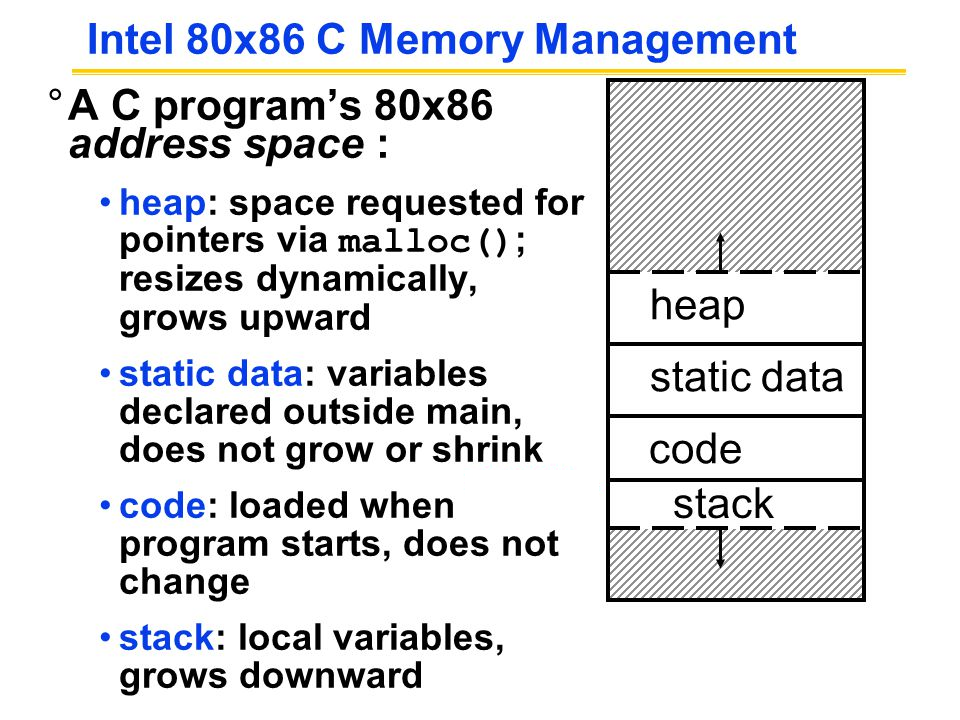 Intel 80x86 C Memory Management
°A C program’s 80x86
address space :
•heap: space requested for
pointers via malloc();
resizes dynamically,
grows upward
•static data: variables
declared outside main,
does not grow or shrink
•code: loaded when
program starts, does not
change
•stack: local variables,
grows downward
heap
static data
code
stack